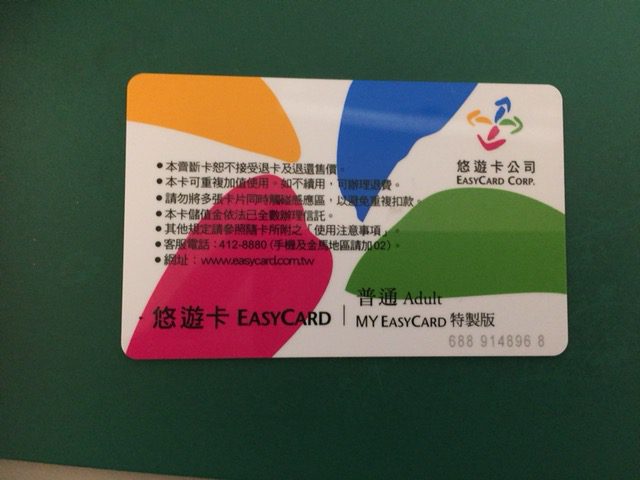 悠遊卡公司
EASYCARD CORP.
●本賣斷卡恕不接受退卡及退還售價。
●本卡可重複加值使用。如不續用，可辦理退費。
●請勿將多張卡片同時觸碰感應區，以避免重複扣款。
●本卡儲值金依法已全數辦理信託。
●其他規定請參照隨卡所附之「使用注意事項」。
●客服電話：412-8880 (手機及金馬地區請加02)。
●網址：www.easycard.com.tw
悠遊卡 EASYCARD
普通 Adult
MY EASYCARD 特製版
688 914896 8